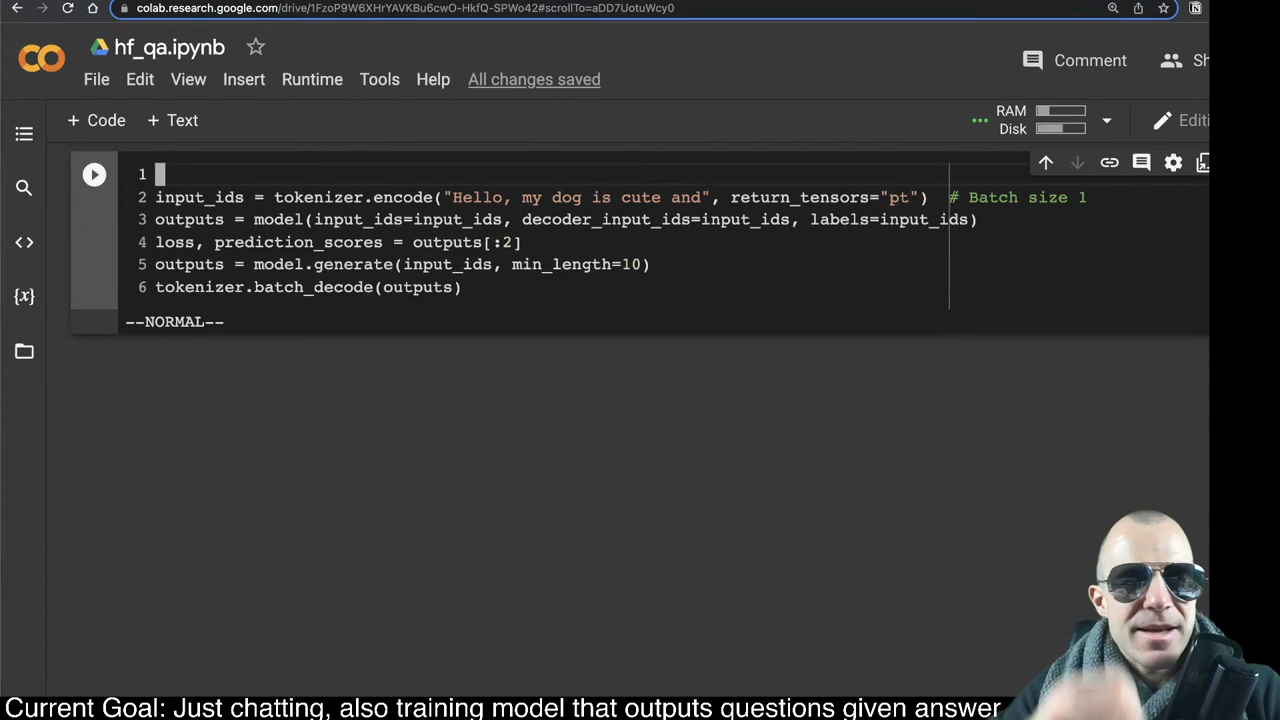 colab.research.google.com/drive/1FzoP9W6XHrYAVKBu6cwO-HkfQ-SPWo42#scrollTo=aDD7UotuWcy0
hf_qa.ipynb
Comment
Sh
File Edit View Insert Runtime Tools Help All changes saved
+ Code + Text
RAM
Disk
Editi
1
2 input_ids = tokenizer.encode("Hello, my dog is cute and", return_tensors="pt")  # Batch size 1
3 outputs = model(input_ids=input_ids, decoder_input_ids=input_ids, labels=input_ids)
4 loss, prediction_scores = outputs[:2]
5 outputs = model.generate(input_ids, min_length=10)
6 tokenizer.batch_decode(outputs)
--NORMAL--
Current Goal: Just chatting, also training model that outputs questions given answer